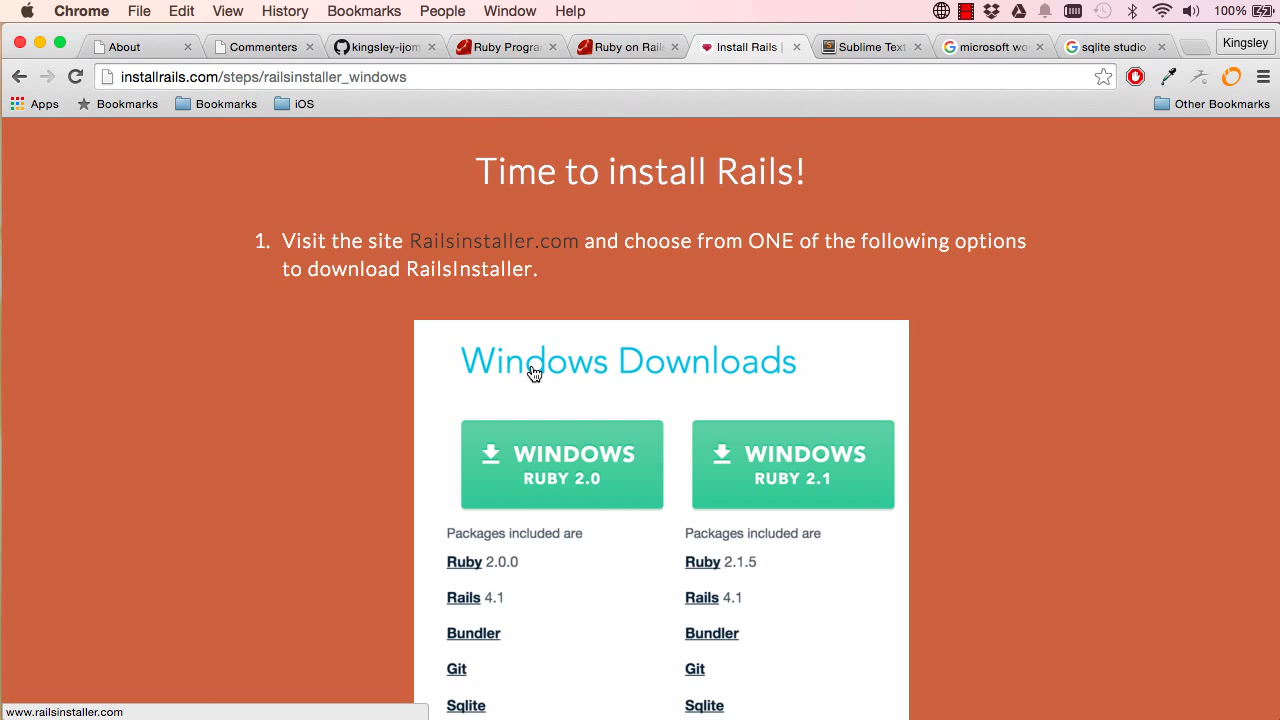 Chrome File Edit View History Bookmarks People Window Help 100%
About Commenters kingsley-ijom Ruby Progra Ruby on Rails Install Rails | Sublime Text microsoft wo sqlite studio Kingsley
installrails.com/steps/railsinstaller_windows
Apps Bookmarks Bookmarks iOS Other Bookmarks
Time to install Rails!
1. Visit the site Railsinstaller.com and choose from ONE of the following options
to download RailsInstaller.
Windows Downloads
WINDOWS WINDOWS
RUBY 2.0 RUBY 2.1
Packages included are Packages included are
Ruby 2.0.0 Ruby 2.1.5
Rails 4.1 Rails 4.1
Bundler Bundler
Git Git
Sqlite Sqlite
www.railsinstaller.com